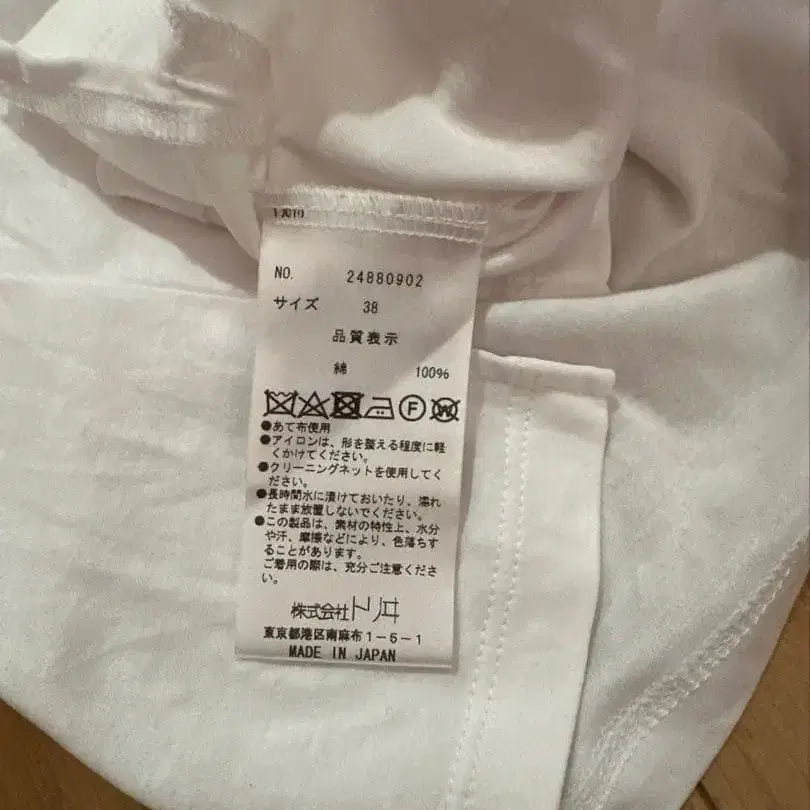 NO. 24880902
サイズ 38
品質表示
綿 100%
F W
●あて布使用
●アイロンは、形を整える程度に軽
くかけてください。
●クリーニングネットを使用してく
ださい。
●長時間水に漬けておいたり、濡れ
たまま放置しないでください。
●この製品は、素材の特性上、水分
や汗、摩擦などにより、色落ちす
ることがあります。
ご着用の際は、充分ご注意くださ
い。
株式会社トリヰ
東京都港区南麻布1-6-1
MADE IN JAPAN